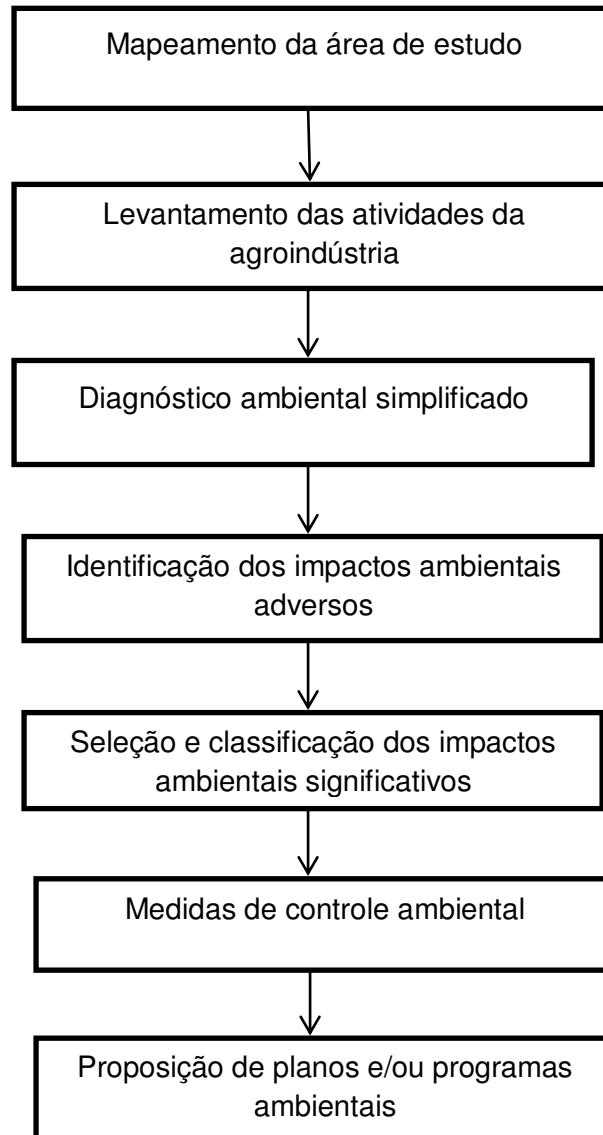 Mapeamento da área de estudo
Levantamento das atividades da
agroindústria
Diagnóstico ambiental simplificado
Identificação dos impactos ambientais
adversos
Seleção e classificação dos impactos
ambientais significativos
Medidas de controle ambiental
Proposição de planos e/ou programas
ambientais